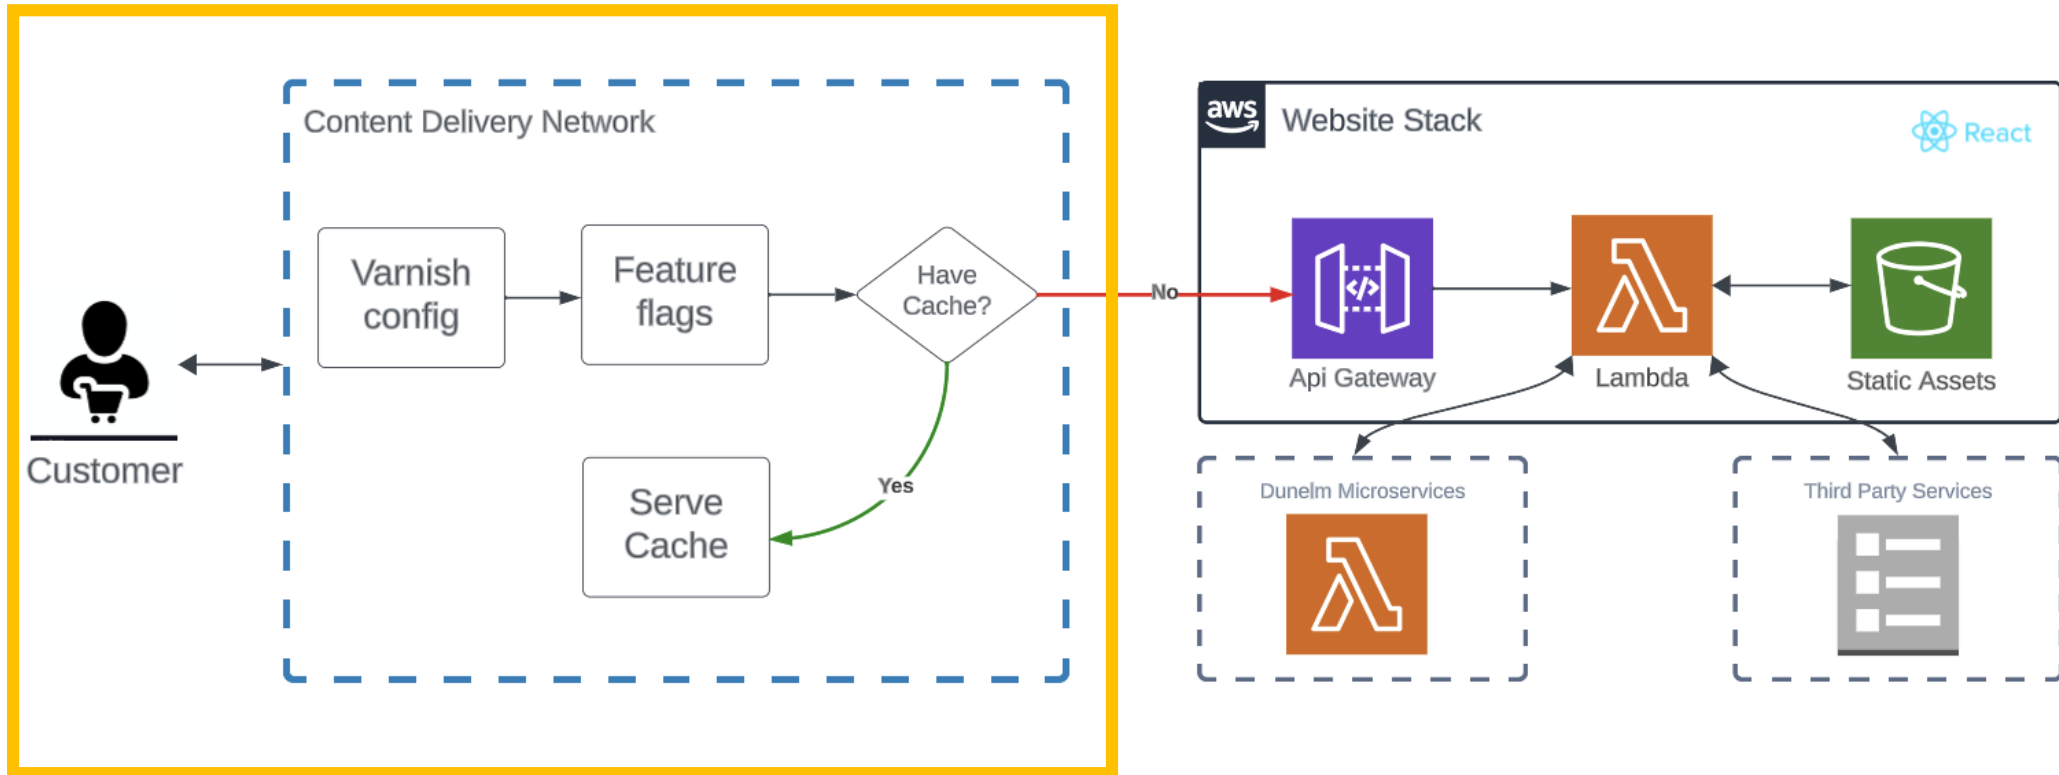 Content Delivery Network
Varnish
config
Feature
flags
Have
Cache?
No
Yes
Serve
Cache
Customer
aws
Website Stack
React
Api Gateway
Lambda
Static Assets
Dunelm Microservices
Third Party Services